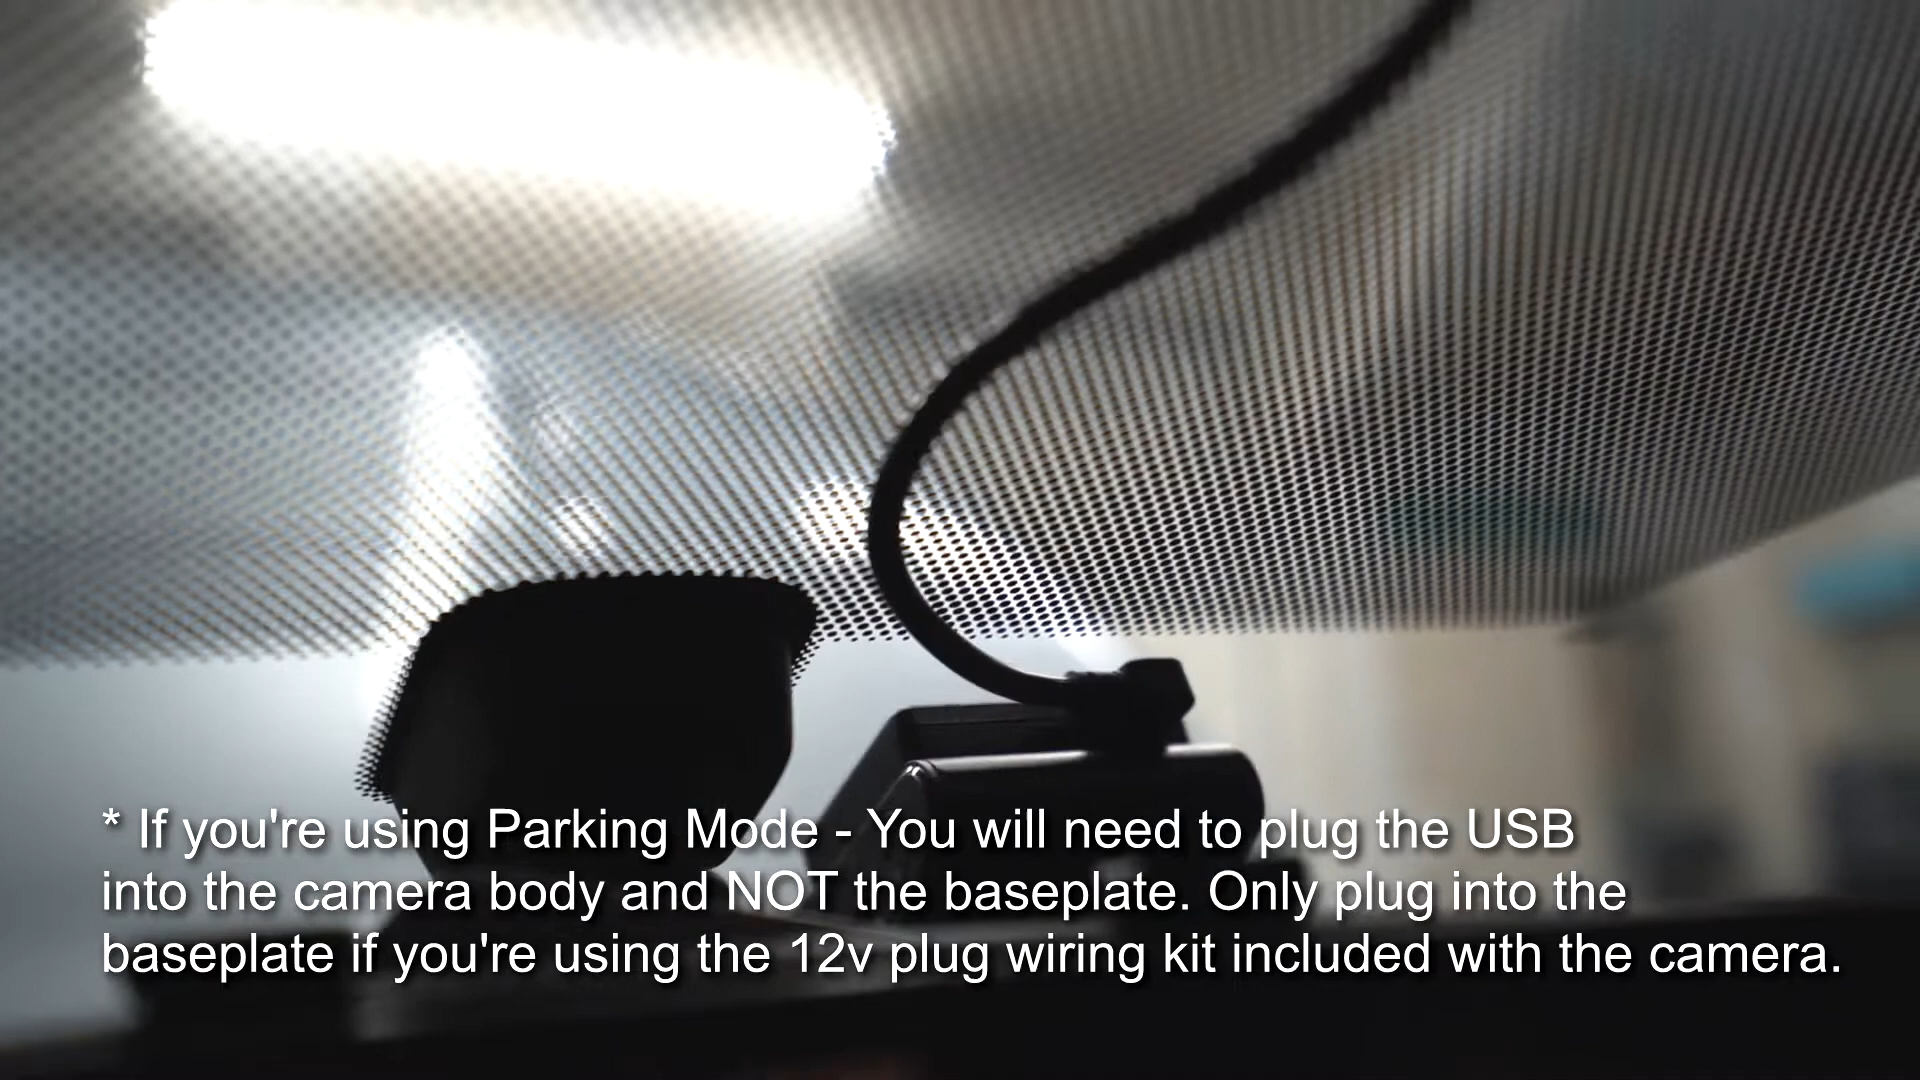 * If you're using Parking Mode - You will need to plug the USB
into the camera body and NOT the baseplate. Only plug into the
baseplate if you're using the 12v plug wiring kit included with the camera.